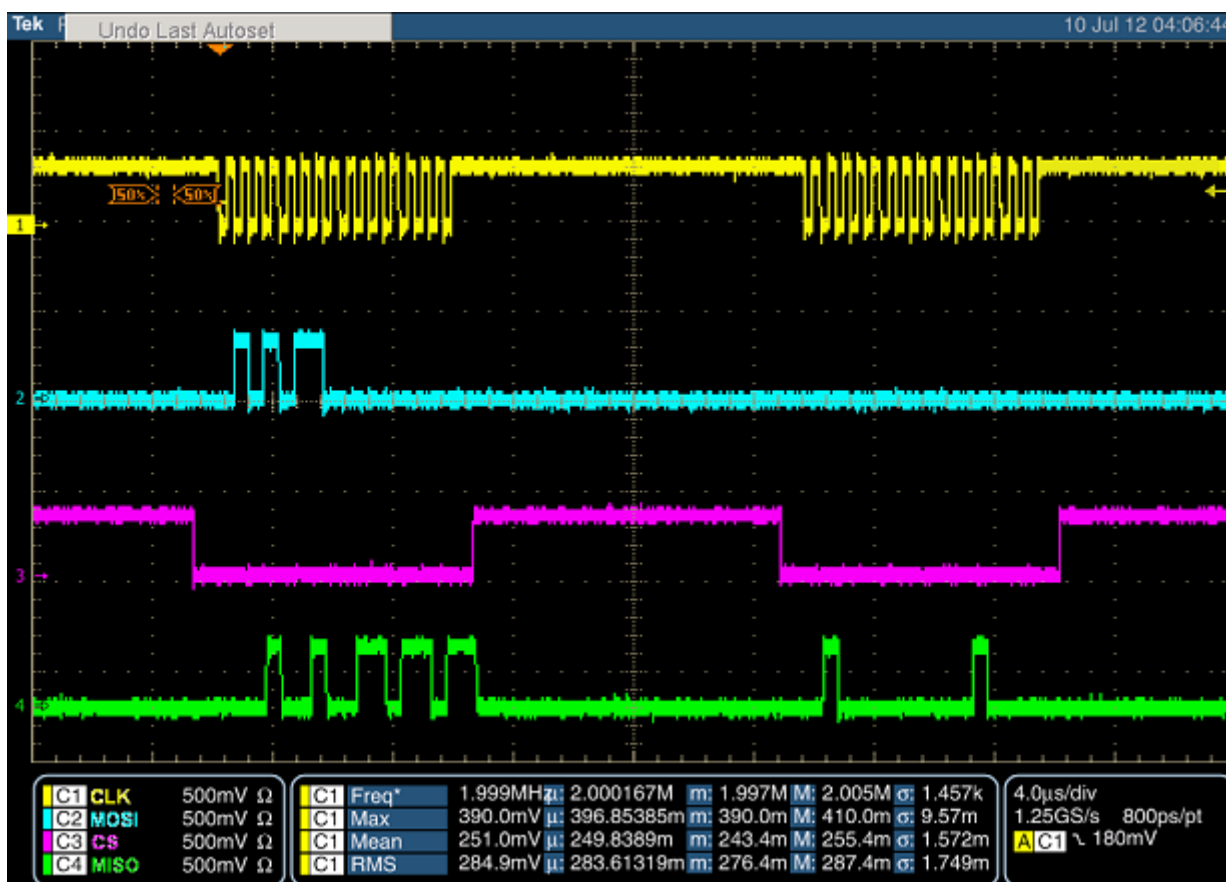 Tek
Undo Last Autoset
10 Jul 12 04:06:44
50%
50%
1
2
3
4
C1 CLK 500mV Ω
C2 MOSI 500mV Ω
C3 CS 500mV Ω
C4 MISO 500mV Ω
C1 Freq* 1.999MHz μ: 2.000167M m: 1.997M M: 2.005M σ: 1.457k
C1 Max 390.0mV μ: 396.85385m m: 390.0m M: 410.0m σ: 9.57m
C1 Mean 251.0mV μ: 249.8389m m: 243.4m M: 255.4m σ: 1.572m
C1 RMS 284.9mV μ: 283.61319m m: 276.4m M: 287.4m σ: 1.749m
4.0μs/div
1.25GS/s 800ps/pt
A C1 180mV